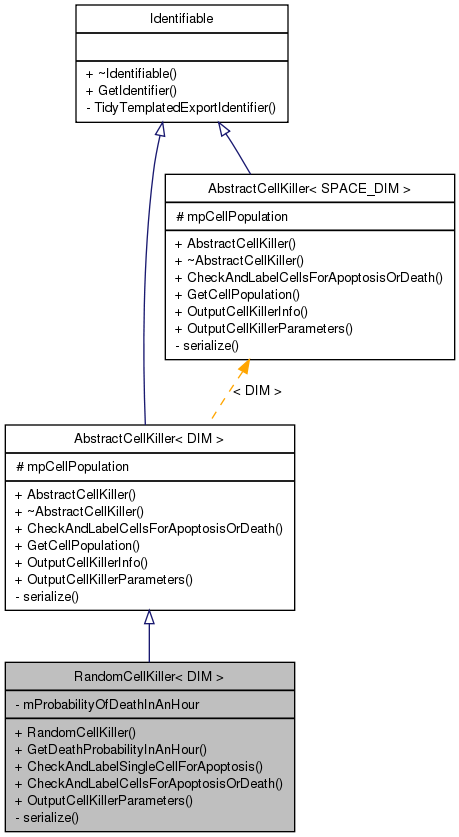 Identifiable
+ ~Identifiable()
+ GetIdentifier()
- TidyTemplatedExportIdentifier()
AbstractCellKiller< SPACE_DIM >
# mpCellPopulation
+ AbstractCellKiller()
+ ~AbstractCellKiller()
+ CheckAndLabelCellsForApoptosisOrDeath()
+ GetCellPopulation()
+ OutputCellKillerInfo()
+ OutputCellKillerParameters()
- serialize()
< DIM >
AbstractCellKiller< DIM >
# mpCellPopulation
+ AbstractCellKiller()
+ ~AbstractCellKiller()
+ CheckAndLabelCellsForApoptosisOrDeath()
+ GetCellPopulation()
+ OutputCellKillerInfo()
+ OutputCellKillerParameters()
- serialize()
RandomCellKiller< DIM >
- mProbabilityOfDeathInAnHour
+ RandomCellKiller()
+ GetDeathProbabilityInAnHour()
+ CheckAndLabelSingleCellForApoptosis()
+ CheckAndLabelCellsForApoptosisOrDeath()
+ OutputCellKillerParameters()
- serialize()